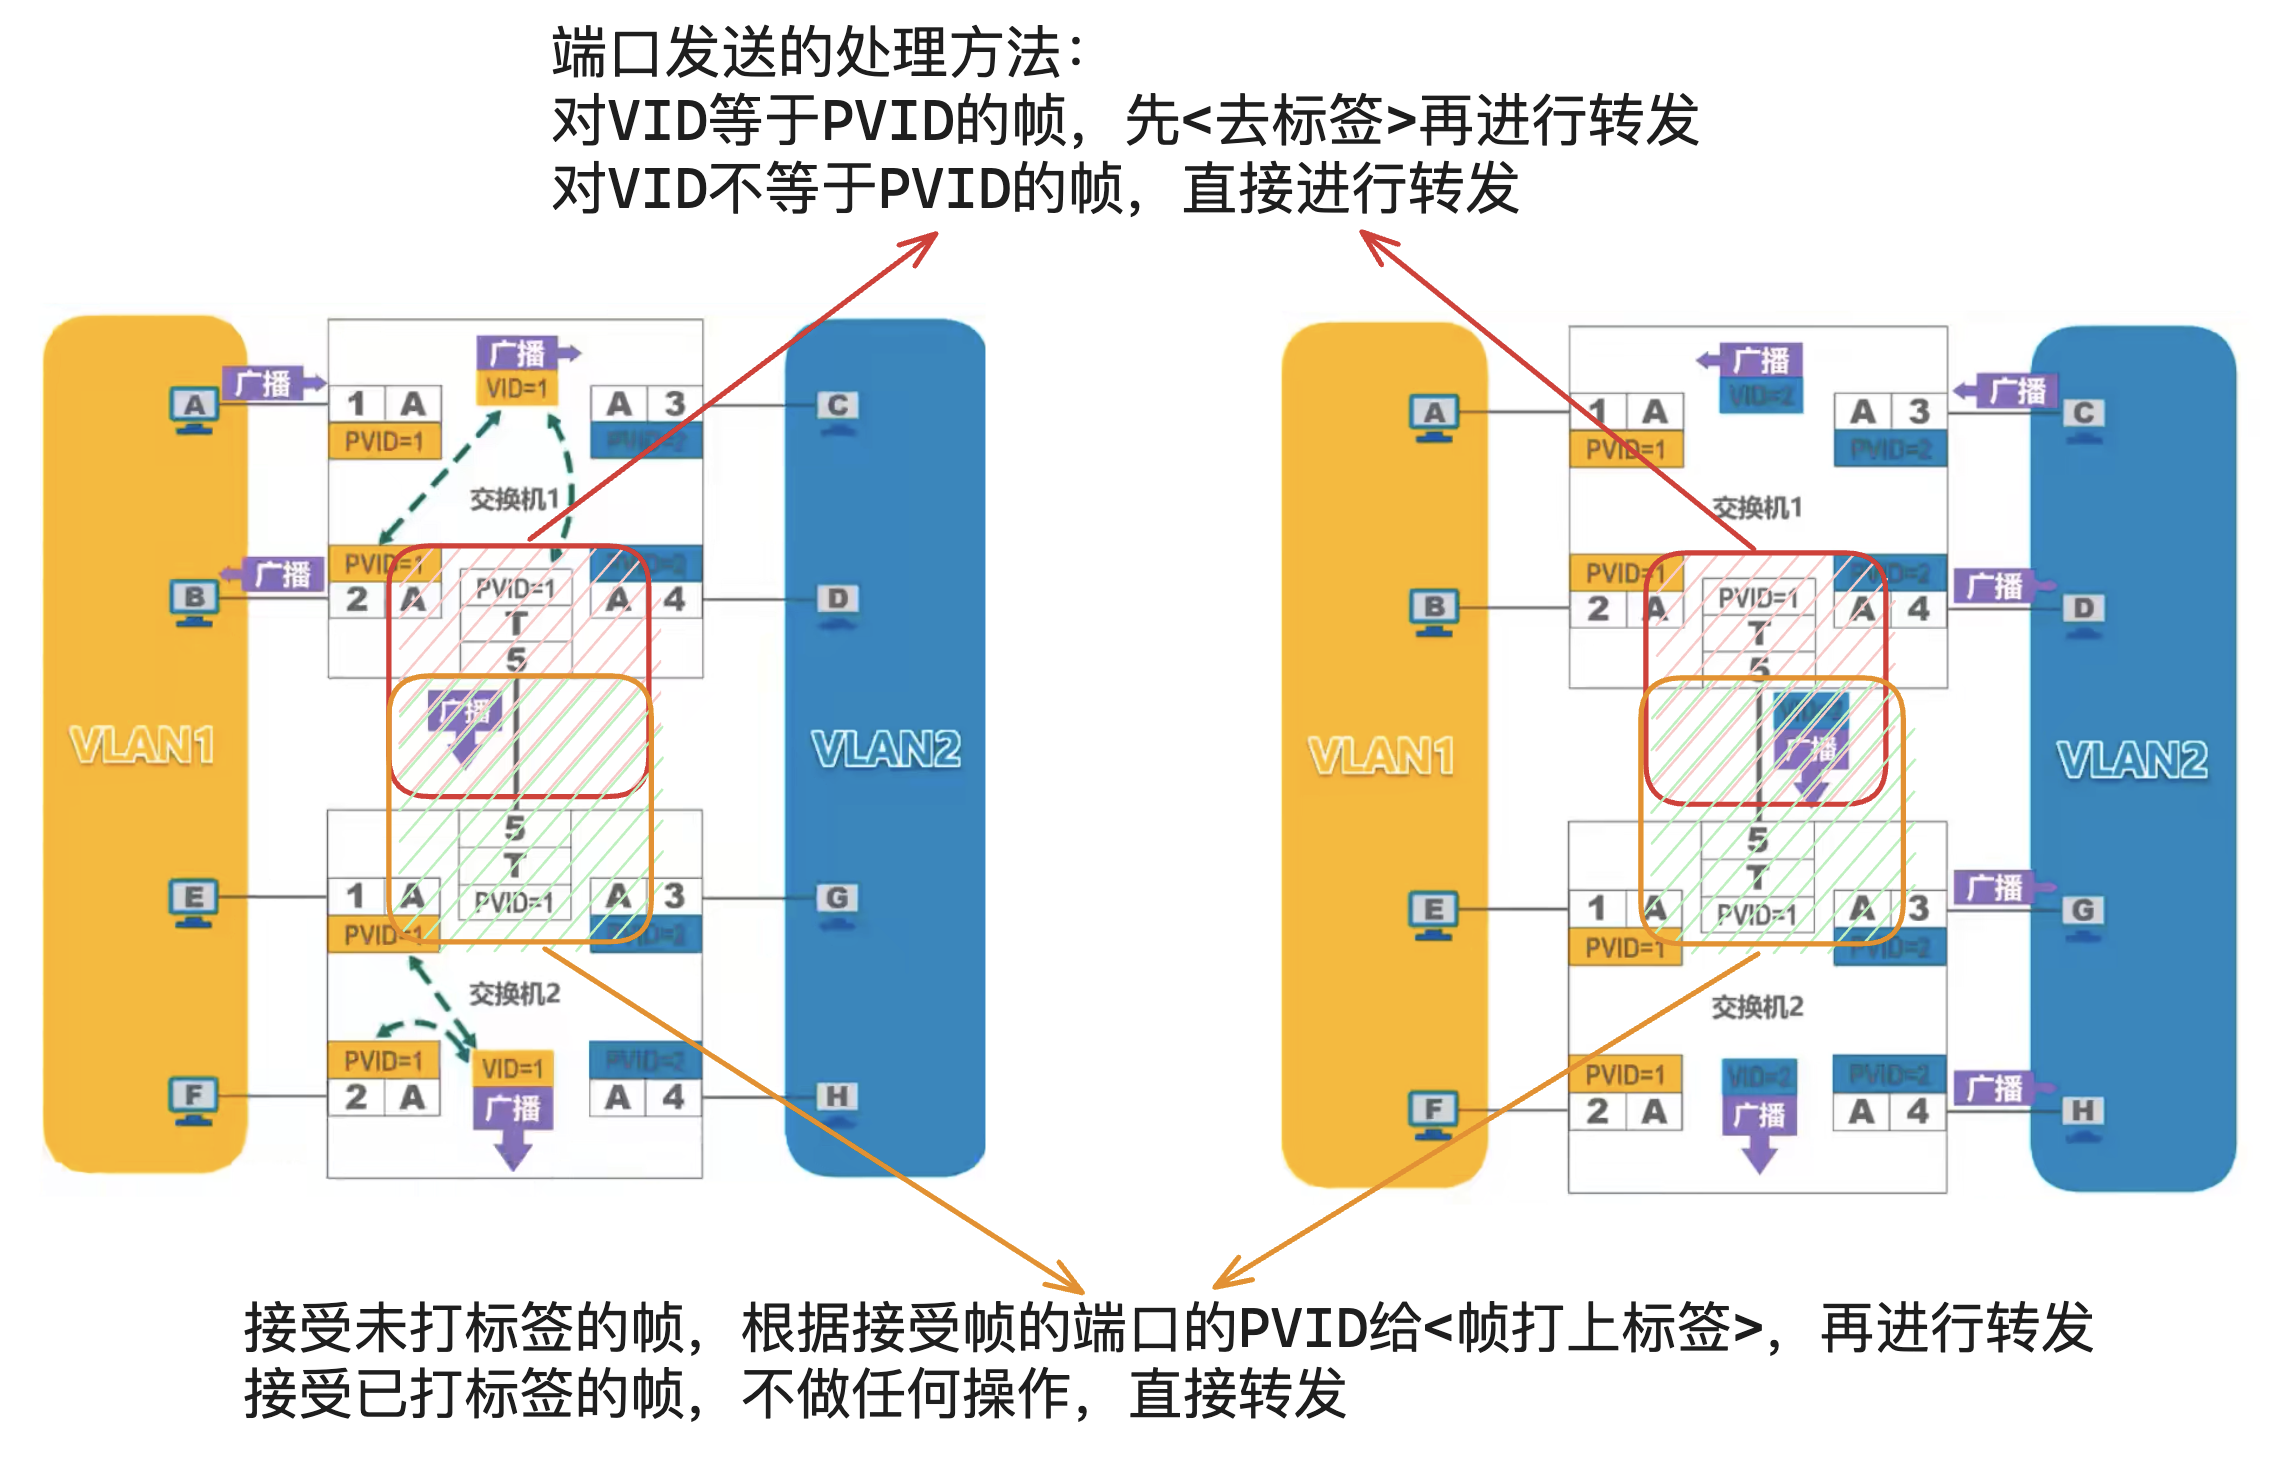 端口发送的处理方法：
对VID等于PVID的帧，先<去标签>再进行转发
对VID不等于PVID的帧，直接进行转发
广播
VID=1
广播
A
1 A
PVID=1
A 3
PVID=2
C
交换机1
广播
B
PVID=1
2 A
PVID=1
T
5
PVID=2
A 4
D
VLAN1
广播
VLAN2
5
T
PVID=1
E
1 A
PVID=1
A 3
PVID=2
G
交换机2
F
PVID=1
2 A
VID=1
广播
PVID=2
A 4
H
广播
VID=2
广播
A
1 A
PVID=1
A 3
PVID=2
C
交换机1
B
PVID=1
2 A
PVID=1
T
5
PVID=2
A 4
广播
D
VLAN1
VID=2
广播
VLAN2
5
T
PVID=1
E
1 A
PVID=1
A 3
PVID=2
广播
G
交换机2
F
PVID=1
2 A
VID=2
广播
PVID=2
A 4
广播
H
接受未打标签的帧，根据接受帧的端口的PVID给<帧打上标签>，再进行转发
接受已打标签的帧，不做任何操作，直接转发